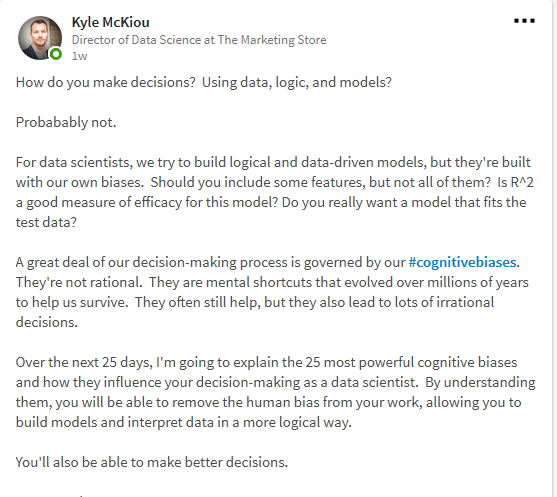 Kyle McKiou
Director of Data Science at The Marketing Store
1w
How do you make decisions?  Using data, logic, and models?
Probabably not.
For data scientists, we try to build logical and data-driven models, but they're built
with our own biases.  Should you include some features, but not all of them?  Is R^2
a good measure of efficacy for this model? Do you really want a model that fits the
test data?
A great deal of our decision-making process is governed by our #cognitivebiases.
They're not rational.  They are mental shortcuts that evolved over millions of years
to help us survive.  They often still help, but they also lead to lots of irrational
decisions.
Over the next 25 days, I'm going to explain the 25 most powerful cognitive biases
and how they influence your decision-making as a data scientist.  By understanding
them, you will be able to remove the human bias from your work, allowing you to
build models and interpret data in a more logical way.
You'll also be able to make better decisions.